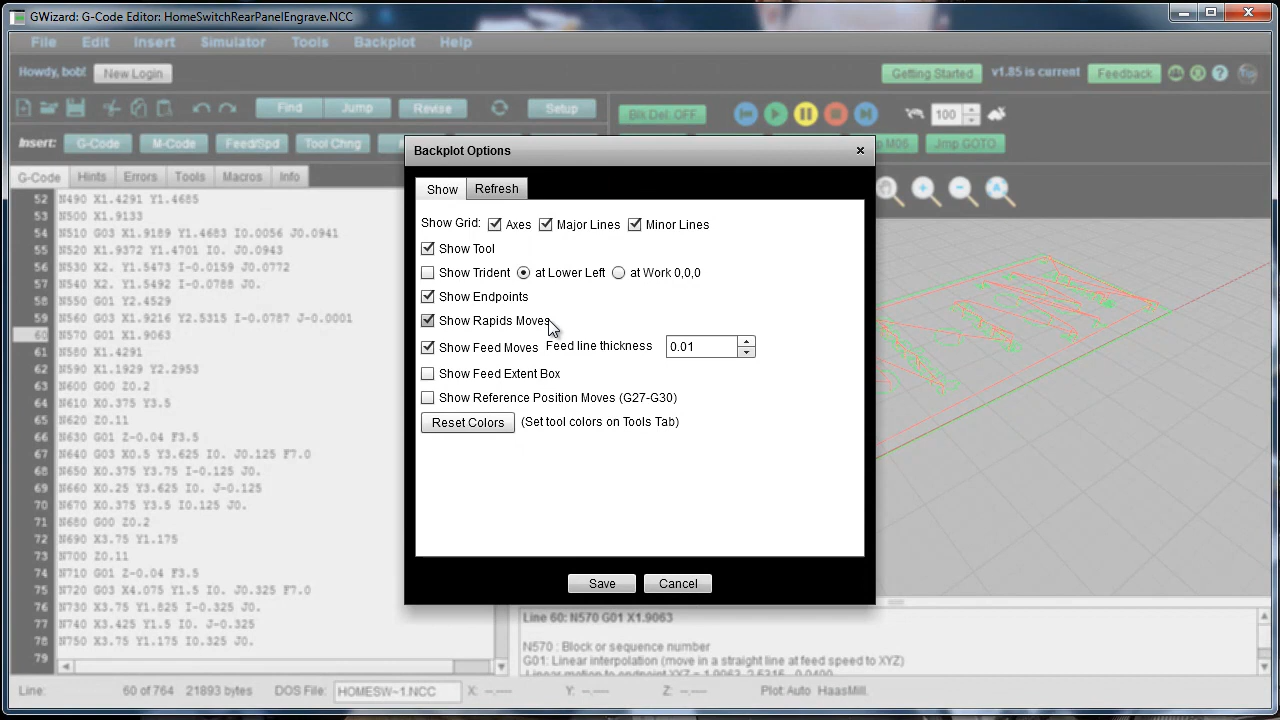 GWizard: G-Code Editor: HomeSwitchRearPanelEngrave.NCC
File Edit Insert Simulator Tools Backplot Help
Howdy, bob! New Login Getting Started v1.85 is current Feedback
Find Jump Revise Setup Blk Del: OFF 100
Insert: G-Code M-Code Feed/Spd Tool Chng M06 Jmp GOTO
G-Code Hints Errors Tools Macros Info
Backplot Options
Show Refresh
Show Grid: Axes Major Lines Minor Lines
Show Tool
Show Trident at Lower Left at Work 0,0,0
Show Endpoints
Show Rapids Moves
Show Feed Moves Feed line thickness 0.01
Show Feed Extent Box
Show Reference Position Moves (G27-G30)
Reset Colors (Set tool colors on Tools Tab)
Save Cancel
52 N490 X1.4291 Y1.4685
53 N500 X1.9133
54 N510 G03 X1.9189 Y1.4683 I0.0056 J0.0941
55 N520 X1.9372 Y1.4701 I0. J0.0943
56 N530 X2. Y1.5473 I-0.0159 J0.0772
57 N540 X2. Y1.5492 I-0.0788 J0.
58 N550 G01 Y2.4529
59 N560 G03 X1.9216 Y2.5315 I-0.0787 J-0.0001
60 N570 G01 X1.9063
61 N580 X1.4291
62 N590 X1.1929 Y2.2953
63 N600 G00 Z0.2
64 N610 X0.375 Y3.5
65 N620 Z0.11
66 N630 G01 Z-0.04 F3.5
67 N640 G03 X0.5 Y3.625 I0. J0.125 F7.0
68 N650 X0.375 Y3.75 I-0.125 J0.
69 N660 X0.25 Y3.625 I0. J-0.125
70 N670 X0.375 Y3.5 I0.125 J0.
71 N680 G00 Z0.2
72 N690 X3.75 Y1.175
73 N700 Z0.11
74 N710 G01 Z-0.04 F3.5
75 N720 G03 X4.075 Y1.5 I0. J0.325 F7.0
76 N730 X3.75 Y1.825 I-0.325 J0.
77 N740 X3.425 Y1.5 I0. J-0.325
78 N750 X3.75 Y1.175 I0.325 J0.
79
Line 60: N570 G01 X1.9063
N570 : Block or sequence number
G01: Linear interpolation (move in a straight line at feed speed to XYZ)
Linear motion to endpoint XYZ = 1.9063, 2.5315, -0.0400
Line: 60 of 764 21893 bytes DOS File: HOMESW~1.NCC X: --.--- Y: --.--- Z: --.--- Plot: Auto HaasMill.